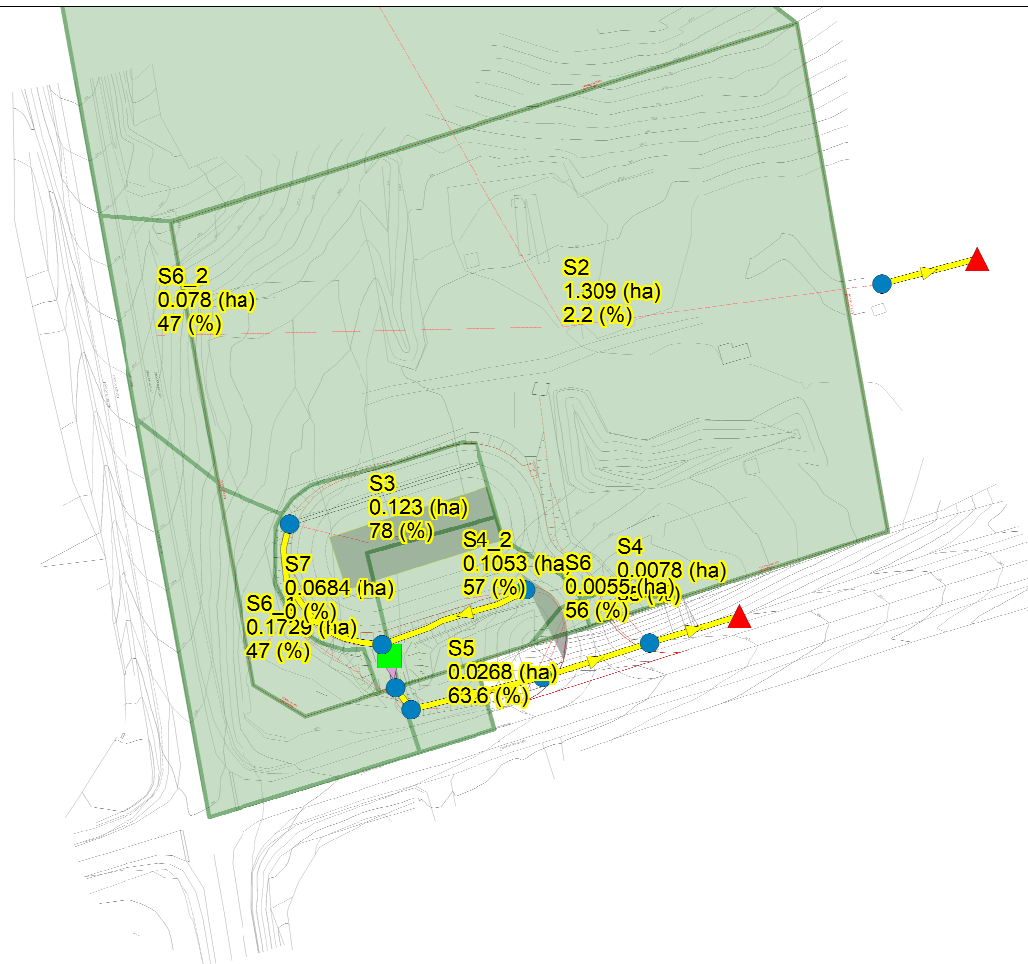 S6_2
0.078 (ha)
47 (%)
S2
1.309 (ha)
2.2 (%)
S3
0.123 (ha)
78 (%)
S4_2
0.1053 (ha)
57 (%)
S6
0.0055 (ha)
56 (%)
S4
0.0078 (ha)
(%)
S7
0.0684 (ha)
(%)
S6_
0.1729 (ha)
47 (%)
S5
0.0268 (ha)
63.6 (%)